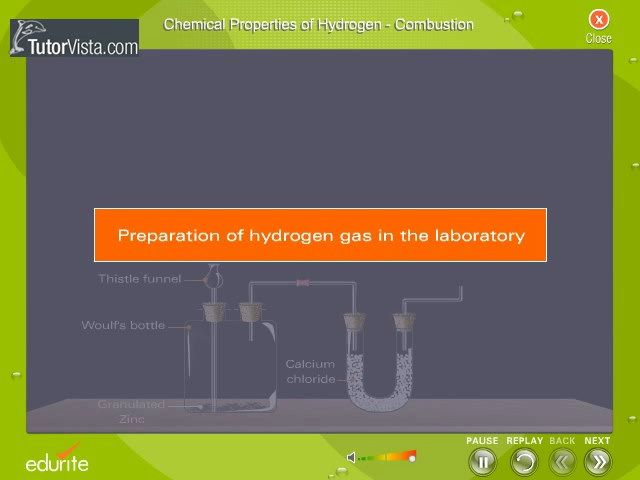 Chemical Properties of Hydrogen - Combustion
X
Close
TutorVista.com
Preparation of hydrogen gas in the laboratory
Thistle funnel
Woulf's bottle
Calcium
chloride
Granulated
Zinc
PAUSE REPLAY BACK NEXT
edurite